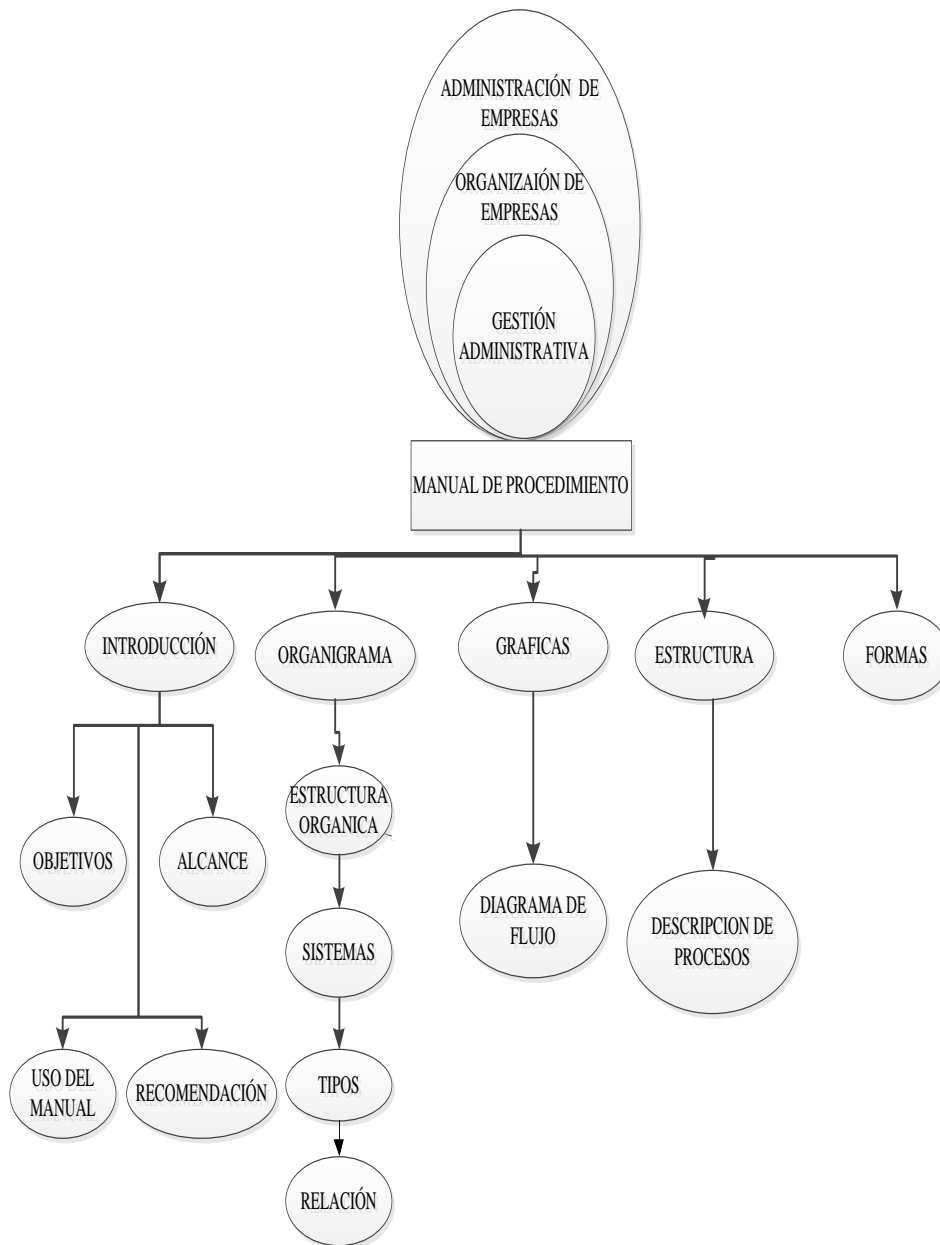 ADMINISTRACIÓN DE
EMPRESAS
ORGANIZAIÓN DE
EMPRESAS
GESTIÓN
ADMINISTRATIVA
MANUAL DE PROCEDIMIENTO
INTRODUCCIÓN
ORGANIGRAMA
GRAFICAS
ESTRUCTURA
FORMAS
OBJETIVOS
ALCANCE
USO DEL
MANUAL
RECOMENDACIÓN
ESTRUCTURA
ORGANICA
SISTEMAS
TIPOS
RELACIÓN
DIAGRAMA DE
FLUJO
DESCRIPCION DE
PROCESOS